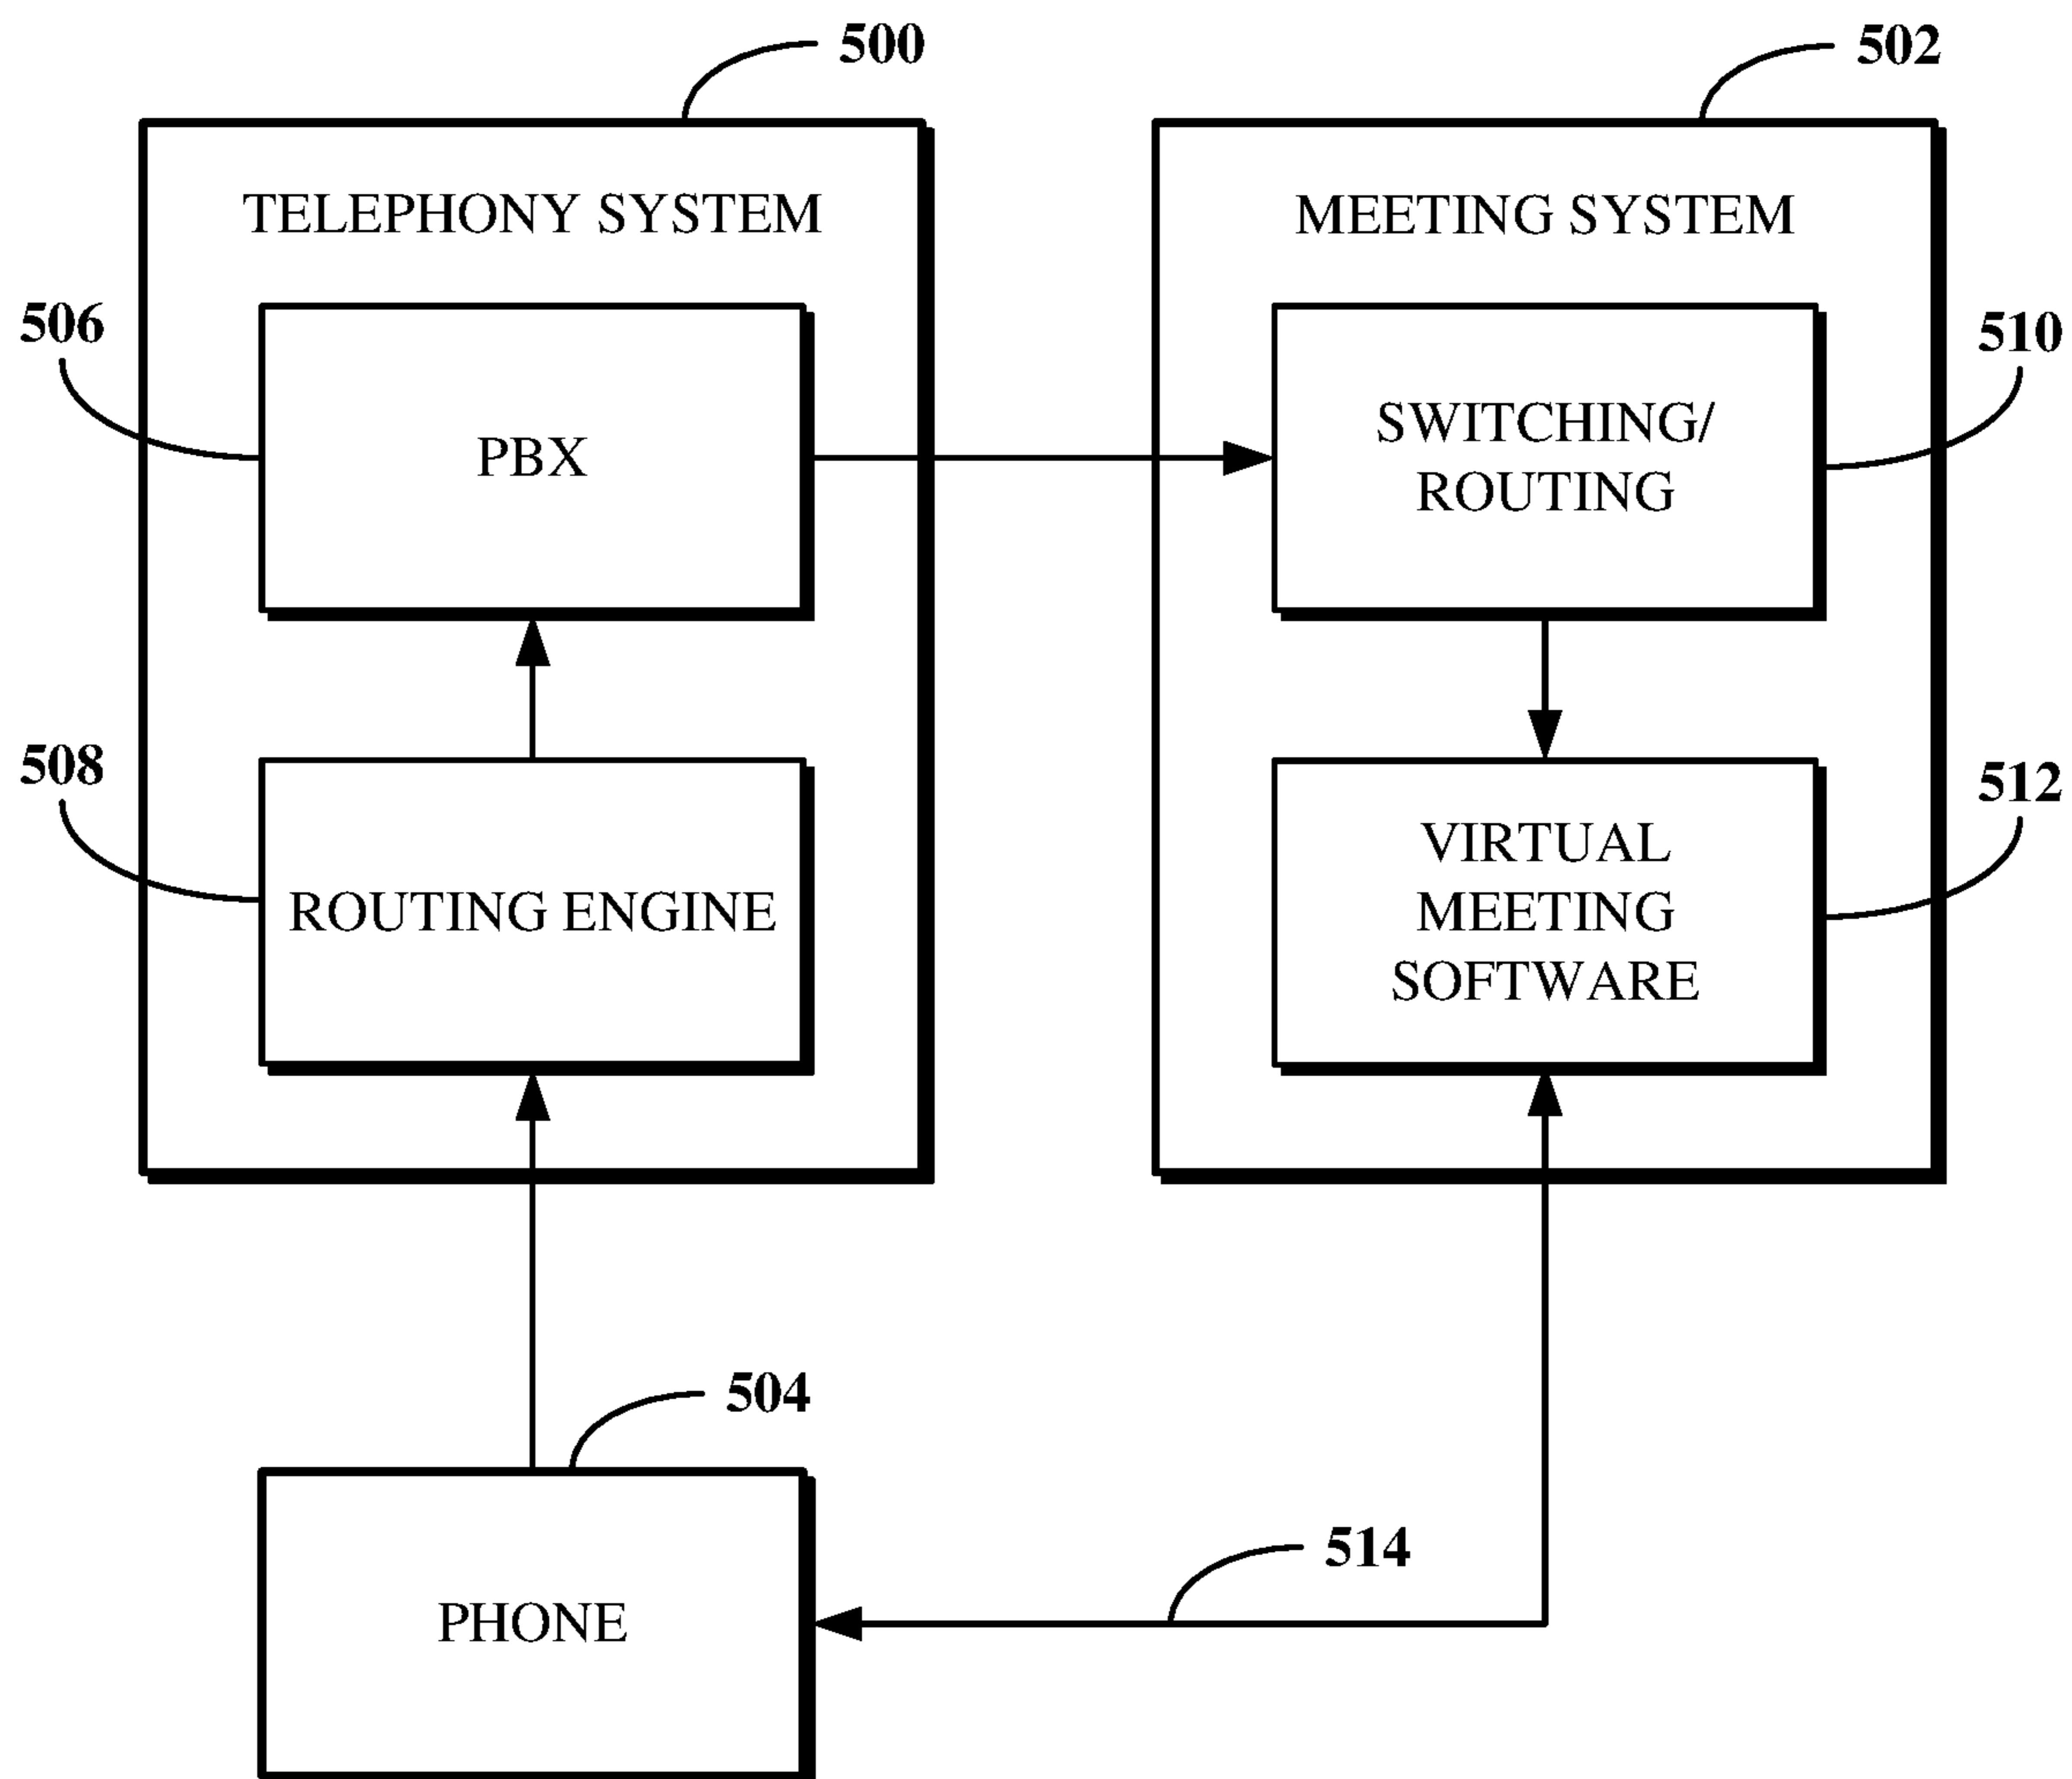 500
502
TELEPHONY SYSTEM
MEETING SYSTEM
506
PBX
SWITCHING/
ROUTING
510
508
ROUTING ENGINE
VIRTUAL
MEETING
SOFTWARE
512
504
PHONE
514